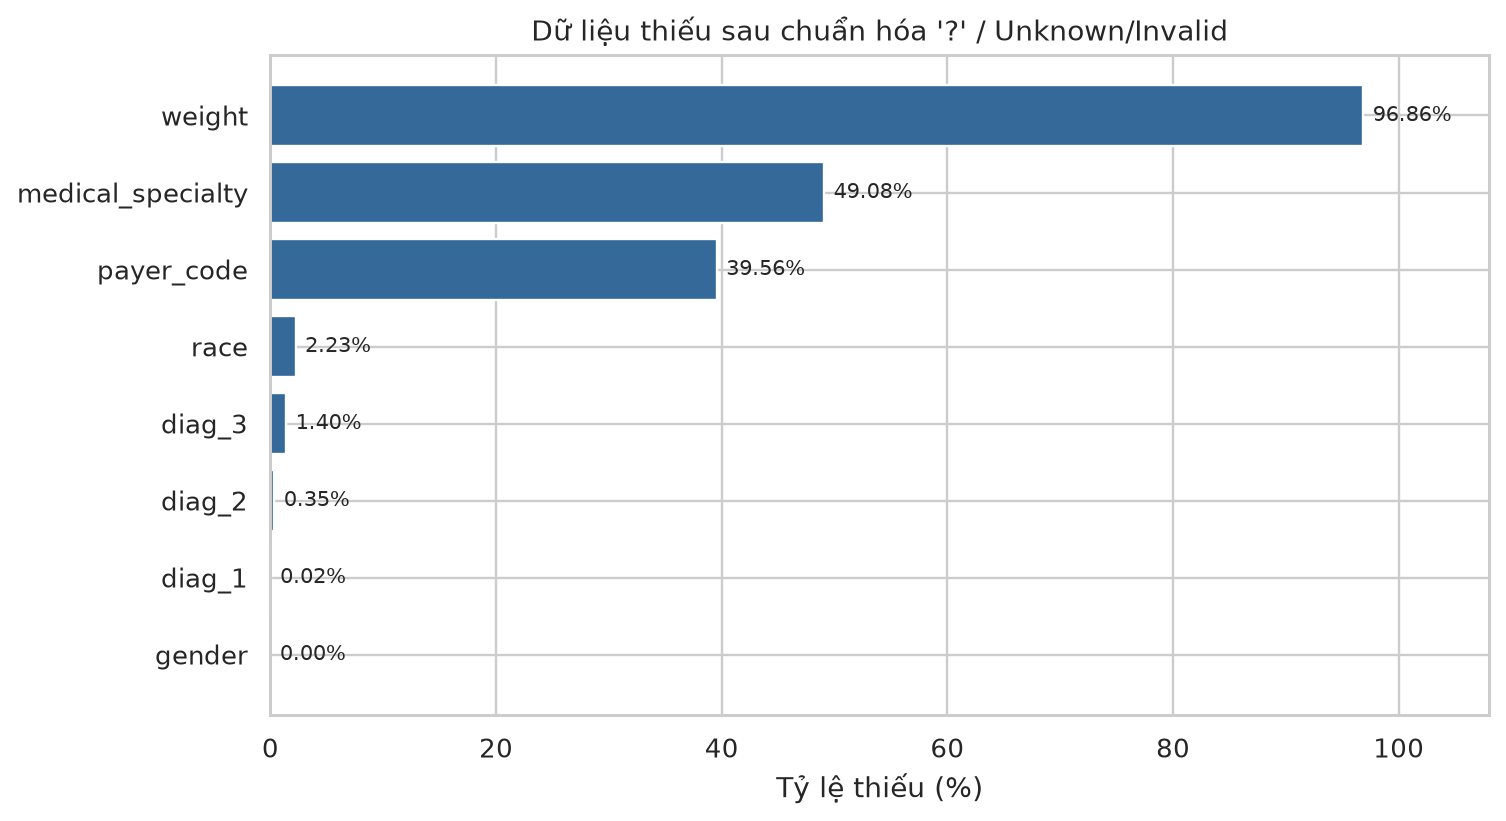 Dữ liệu thiếu sau chuẩn hóa '?' / Unknown/Invalid
weight 96.86%
medical_specialty 49.08%
payer_code 39.56%
race 2.23%
diag_3 1.40%
diag_2 0.35%
diag_1 0.02%
gender 0.00%
0 20 40 60 80 100
Tỷ lệ thiếu (%)